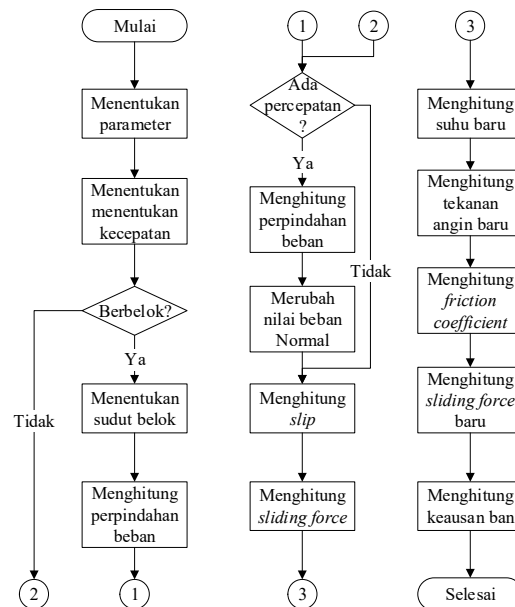 Mulai
Menentukan
parameter
Menentukan
menentukan
kecepatan
Berbelok?
Ya
Tidak
Menentukan
sudut belok
Menghitung
perpindahan
beban
2
1
1
2
Ada
percepatan
?
Ya
Menghitung
perpindahan
beban
Tidak
Merubah
nilai beban
Normal
Menghitung
slip
Menghitung
sliding force
3
3
Menghitung
suhu baru
Menghitung
tekanan
angin baru
Menghitung
friction
coefficient
Menghitung
sliding force
baru
Menghitung
keausan ban
Selesai